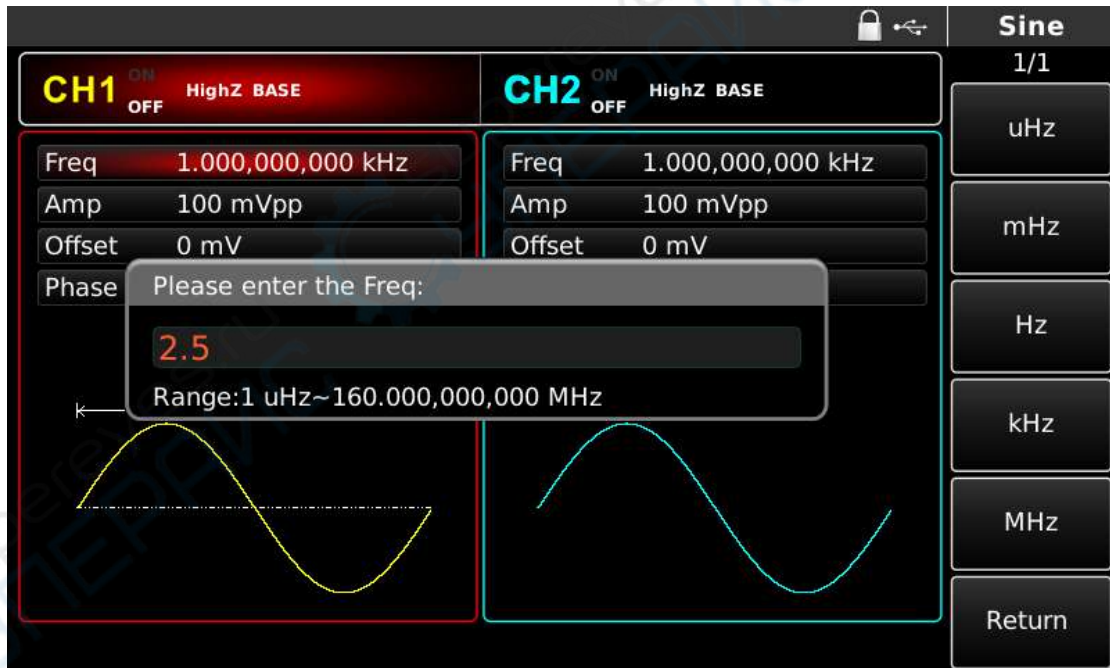 Sine
1/1
CH1 ON OFF HighZ BASE
CH2 ON OFF HighZ BASE
Freq 1.000,000,000 kHz
Amp 100 mVpp
Offset 0 mV
Phase
Freq 1.000,000,000 kHz
Amp 100 mVpp
Offset 0 mV
Please enter the Freq:
2.5
Range:1 uHz~160.000,000,000 MHz
uHz
mHz
Hz
kHz
MHz
Return